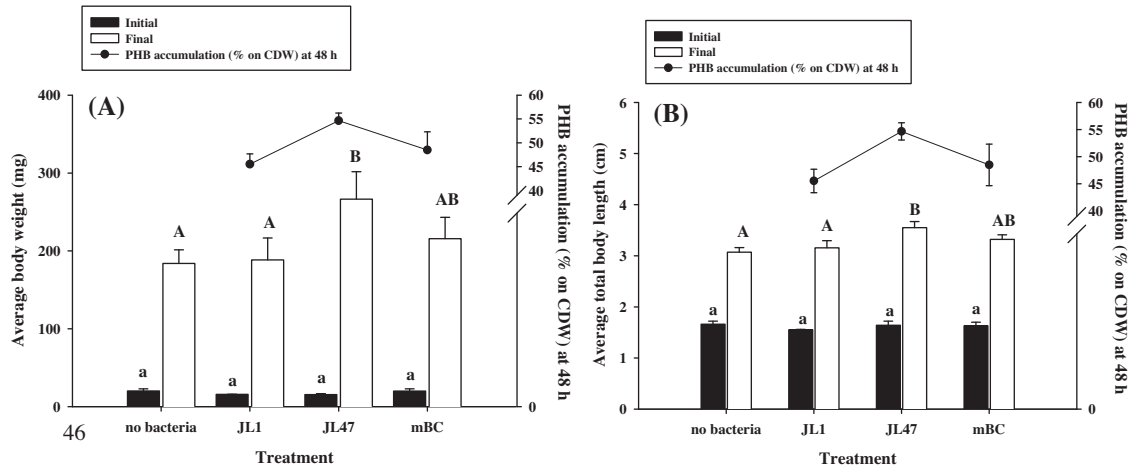 Initial
Final
PHB accumulation (% on CDW) at 48 h
(A)
Average body weight (mg)
400
300
200
100
0
a
A
a
A
a
B
a
AB
60
55
50
45
40
0
PHB accumulation (% on CDW) at 48 h
no bacteria
JL1
JL47
mBC
Treatment
46
Initial
Final
PHB accumulation (% on CDW) at 48 h
(B)
Average total body length (cm)
6
5
4
3
2
1
0
a
A
a
A
a
B
a
AB
60
55
50
45
40
0
PHB accumulation (% on CDW) at 48 h
no bacteria
JL1
JL47
mBC
Treatment